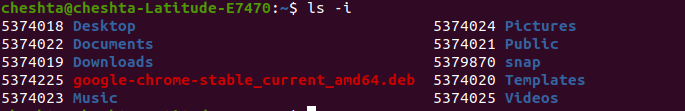 cheshta@cheshta-Latitude-E7470:~$ ls -i
5374018 Desktop 5374024 Pictures
5374022 Documents 5374021 Public
5374019 Downloads 5379870 snap
5374225 google-chrome-stable_current_amd64.deb 5374020 Templates
5374023 Music 5374025 Videos